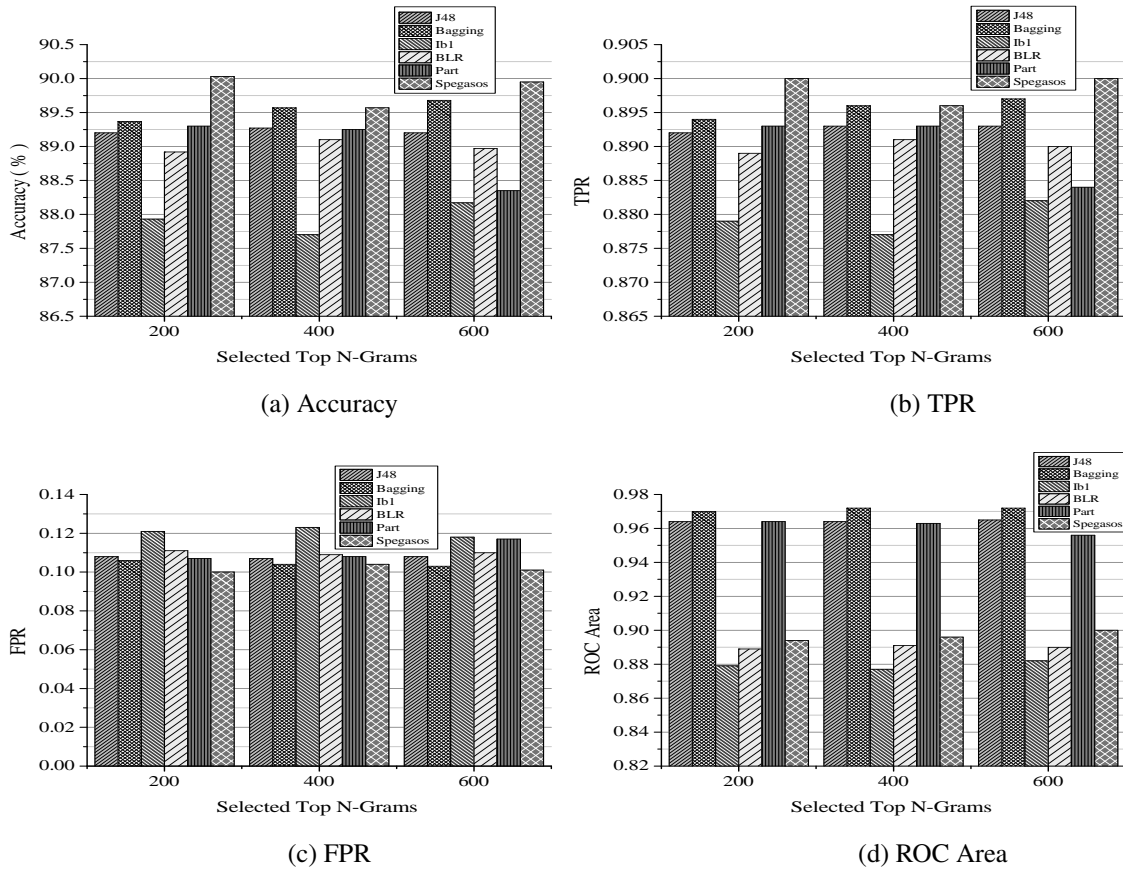 J48
Bagging
Ib1
BLR
Part
Spegasos
90.5
90.0
89.5
89.0
88.5
88.0
87.5
87.0
86.5
Accuracy ( % )
200
400
600
Selected Top N-Grams
(a) Accuracy
J48
Bagging
Ib1
BLR
Part
Spegasos
0.905
0.900
0.895
0.890
0.885
0.880
0.875
0.870
0.865
TPR
200
400
600
Selected Top N-Grams
(b) TPR
J48
Bagging
Ib1
BLR
Part
Spegasos
0.14
0.12
0.10
0.08
0.06
0.04
0.02
0.00
FPR
200
400
600
Selected Top N-Grams
(c) FPR
J48
Bagging
Ib1
BLR
Part
Spegasos
0.98
0.96
0.94
0.92
0.90
0.88
0.86
0.84
0.82
ROC Area
200
400
600
Selected Top N-Grams
(d) ROC Area